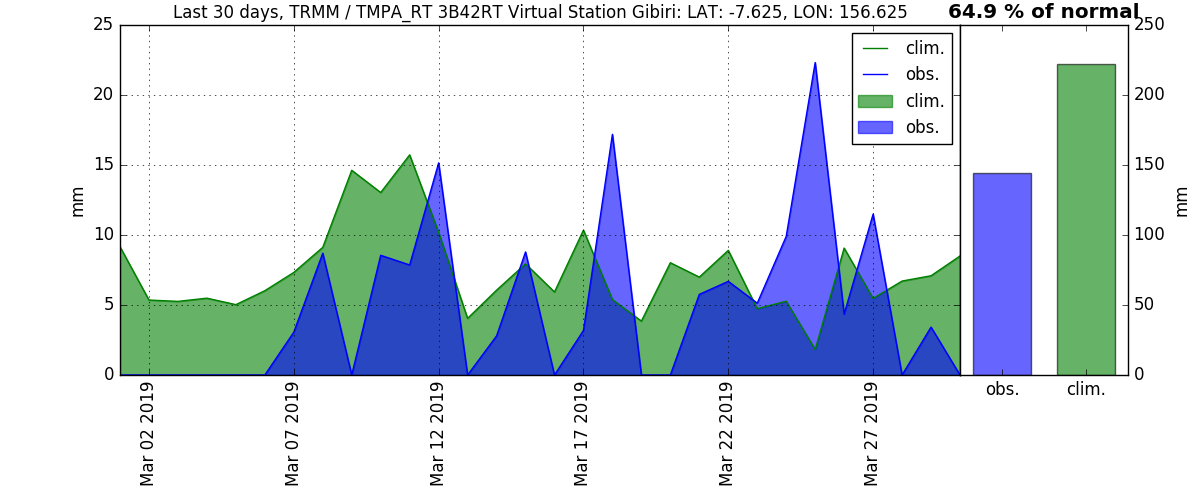 Last 30 days, TRMM / TMPA_RT 3B42RT Virtual Station Gibiri: LAT: -7.625, LON: 156.625
64.9 % of normal
25
20
15
10
5
0
mm
clim.
obs.
clim.
obs.
250
200
150
100
50
0
mm
Mar 02 2019
Mar 07 2019
Mar 12 2019
Mar 17 2019
Mar 22 2019
Mar 27 2019
obs.
clim.